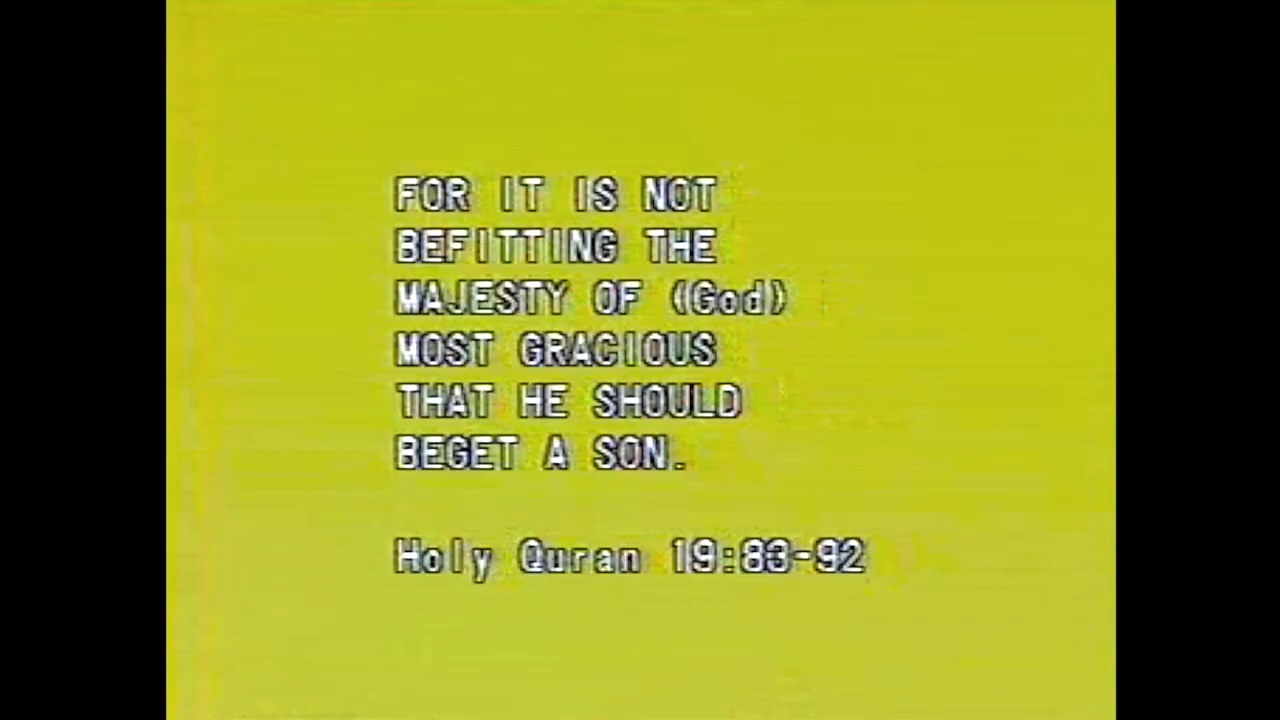 FOR IT IS NOT
BEFITTING THE
MAJESTY OF (God)
MOST GRACIOUS
THAT HE SHOULD
BEGET A SON.
Holy Quran 19:83-92